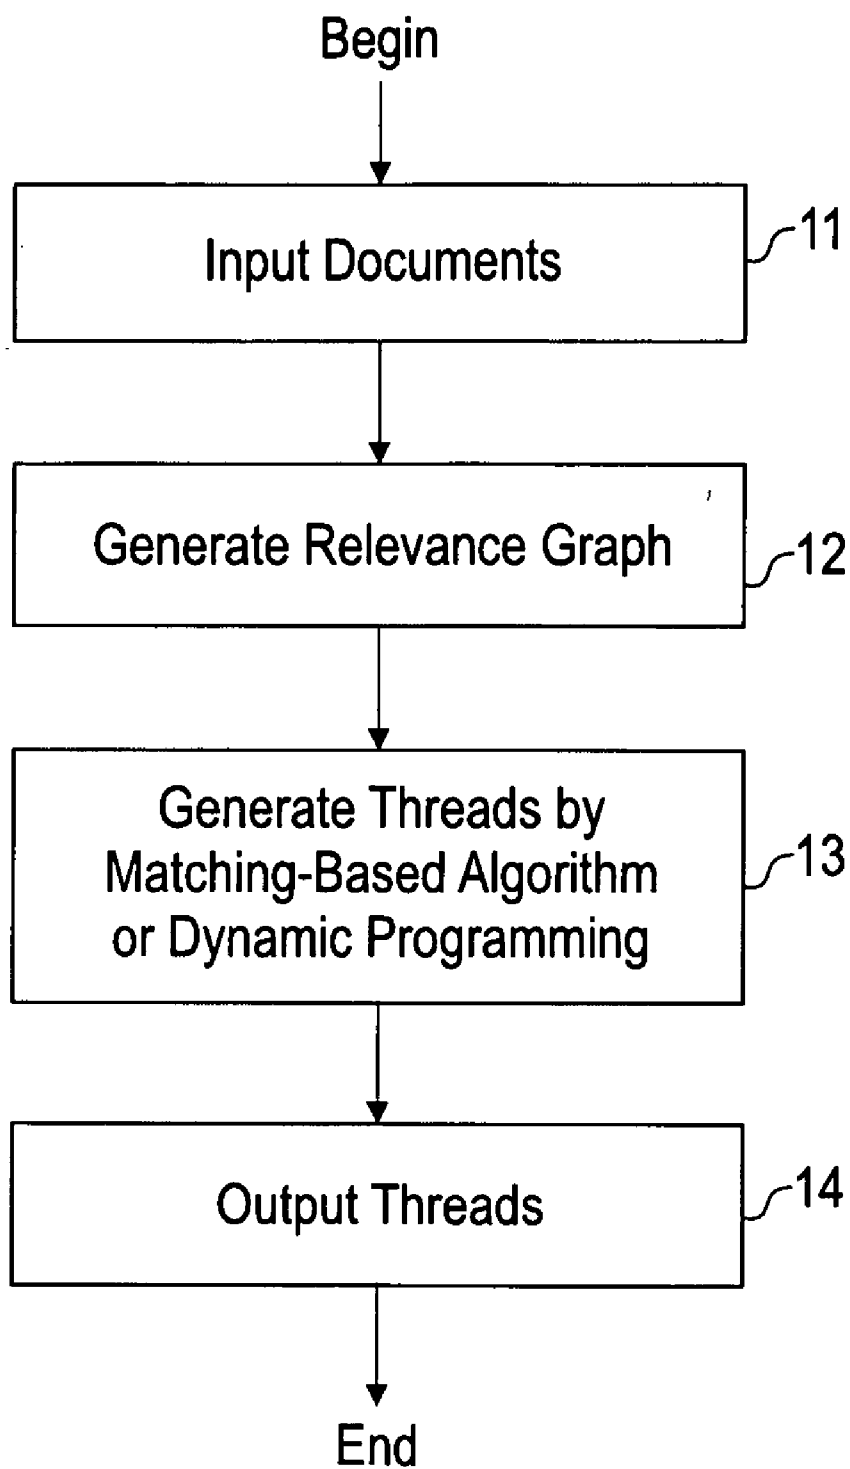 Begin
Input Documents
11
Generate Relevance Graph
12
Generate Threads by
Matching-Based Algorithm
or Dynamic Programming
13
Output Threads
14
End